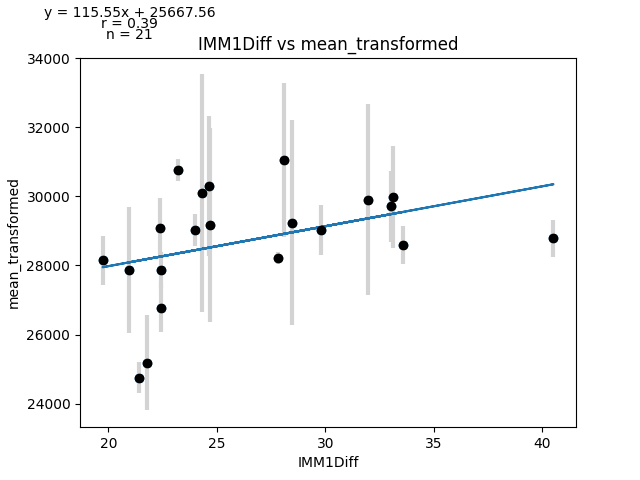 y = 115.55x + 25667.56
r = 0.39
n = 21
IMM1Diff vs mean_transformed
34000
32000
30000
28000
26000
24000
mean_transformed
20
25
30
35
40
IMM1Diff